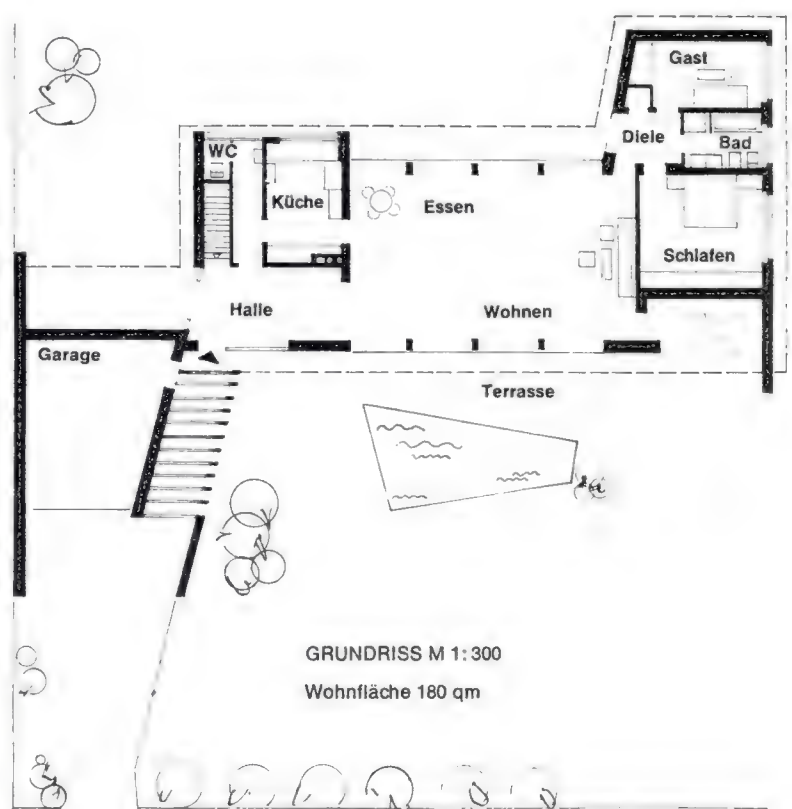 Gast
Diele
Bad
WC
Küche
Essen
Schlafen
Halle
Wohnen
Garage
Terrasse
GRUNDRISS M 1:300
Wohnfläche 180 qm